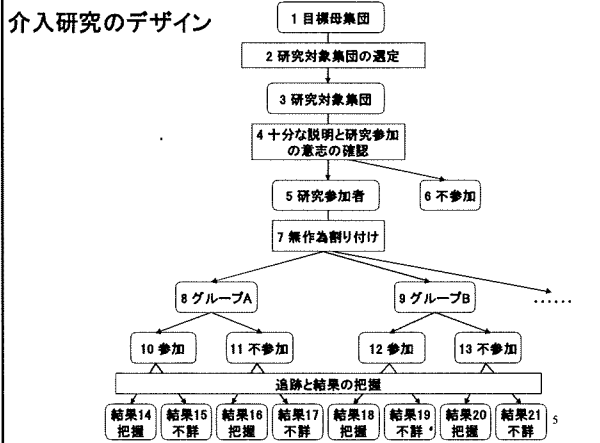 介入研究のデザイン
1 目標母集団
2 研究対象集団の選定
3 研究対象集団
4 十分な説明と研究参加
の意志の確認
5 研究参加者
6 不参加
7 無作為割り付け
8 グループA
9 グループB
......
10 参加
11 不参加
12 参加
13 不参加
追跡と結果の把握
結果14
把握
結果15
不詳
結果16
把握
結果17
不詳
結果18
把握
結果19
不詳
結果20
把握
結果21
不詳
5